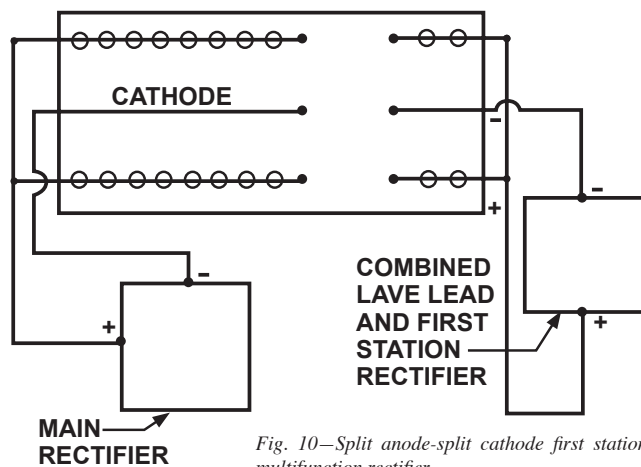 CATHODE
-
+
-
+
-
+
COMBINED
LAVE LEAD
AND FIRST
STATION
RECTIFIER
MAIN
RECTIFIER
Fig. 10—Split anode-split cathode first station
multifunction rectifier